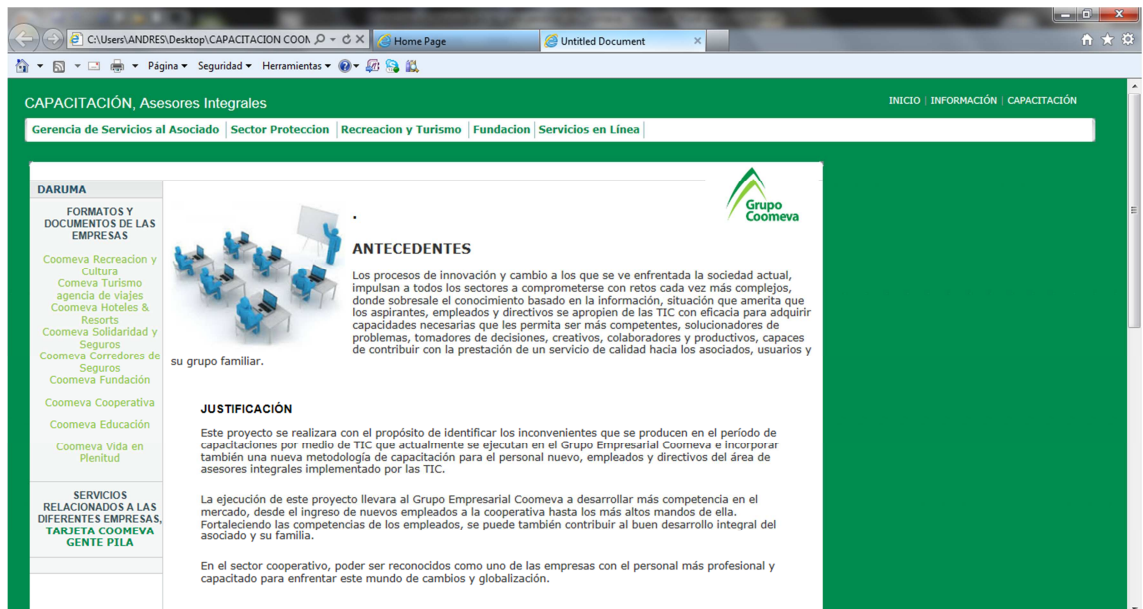 C:\Users\ANDRES\Desktop\CAPACITACION COON
Home Page
Untitled Document
Página Seguridad Herramientas
CAPACITACIÓN, Asesores Integrales
INICIO | INFORMACIÓN | CAPACITACIÓN
Gerencia de Servicios al Asociado Sector Proteccion Recreacion y Turismo Fundacion Servicios en Línea
Grupo
Coomeva
DARUMA
FORMATOS Y
DOCUMENTOS DE LAS
EMPRESAS
Coomeva Recreacion y
Cultura
Comeva Turismo
agencia de viajes
Coomeva Hoteles &
Resorts
Coomeva Solidaridad y
Seguros
Coomeva Corredores de
Seguros
Coomeva Fundación
Coomeva Cooperativa
Coomeva Educación
Coomeva Vida en
Plenitud
SERVICIOS
RELACIONADOS A LAS
DIFERENTES EMPRESAS,
TARJETA COOMEVA
GENTE PILA
.
ANTECEDENTES
Los procesos de innovación y cambio a los que se ve enfrentada la sociedad actual,
impulsan a todos los sectores a comprometerse con retos cada vez más complejos,
donde sobresale el conocimiento basado en la información, situación que amerita que
los aspirantes, empleados y directivos se apropien de las TIC con eficacia para adquirir
capacidades necesarias que les permita ser más competentes, solucionadores de
problemas, tomadores de decisiones, creativos, colaboradores y productivos, capaces
de contribuir con la prestación de un servicio de calidad hacia los asociados, usuarios y
su grupo familiar.
JUSTIFICACIÓN
Este proyecto se realizara con el propósito de identificar los inconvenientes que se producen en el período de
capacitaciones por medio de TIC que actualmente se ejecutan en el Grupo Empresarial Coomeva e incorporar
también una nueva metodología de capacitación para el personal nuevo, empleados y directivos del área de
asesores integrales implementado por las TIC.
La ejecución de este proyecto llevara al Grupo Empresarial Coomeva a desarrollar más competencia en el
mercado, desde el ingreso de nuevos empleados a la cooperativa hasta los más altos mandos de ella.
Fortaleciendo las competencias de los empleados, se puede también contribuir al buen desarrollo integral del
asociado y su familia.
En el sector cooperativo, poder ser reconocidos como uno de las empresas con el personal más profesional y
capacitado para enfrentar este mundo de cambios y globalización.